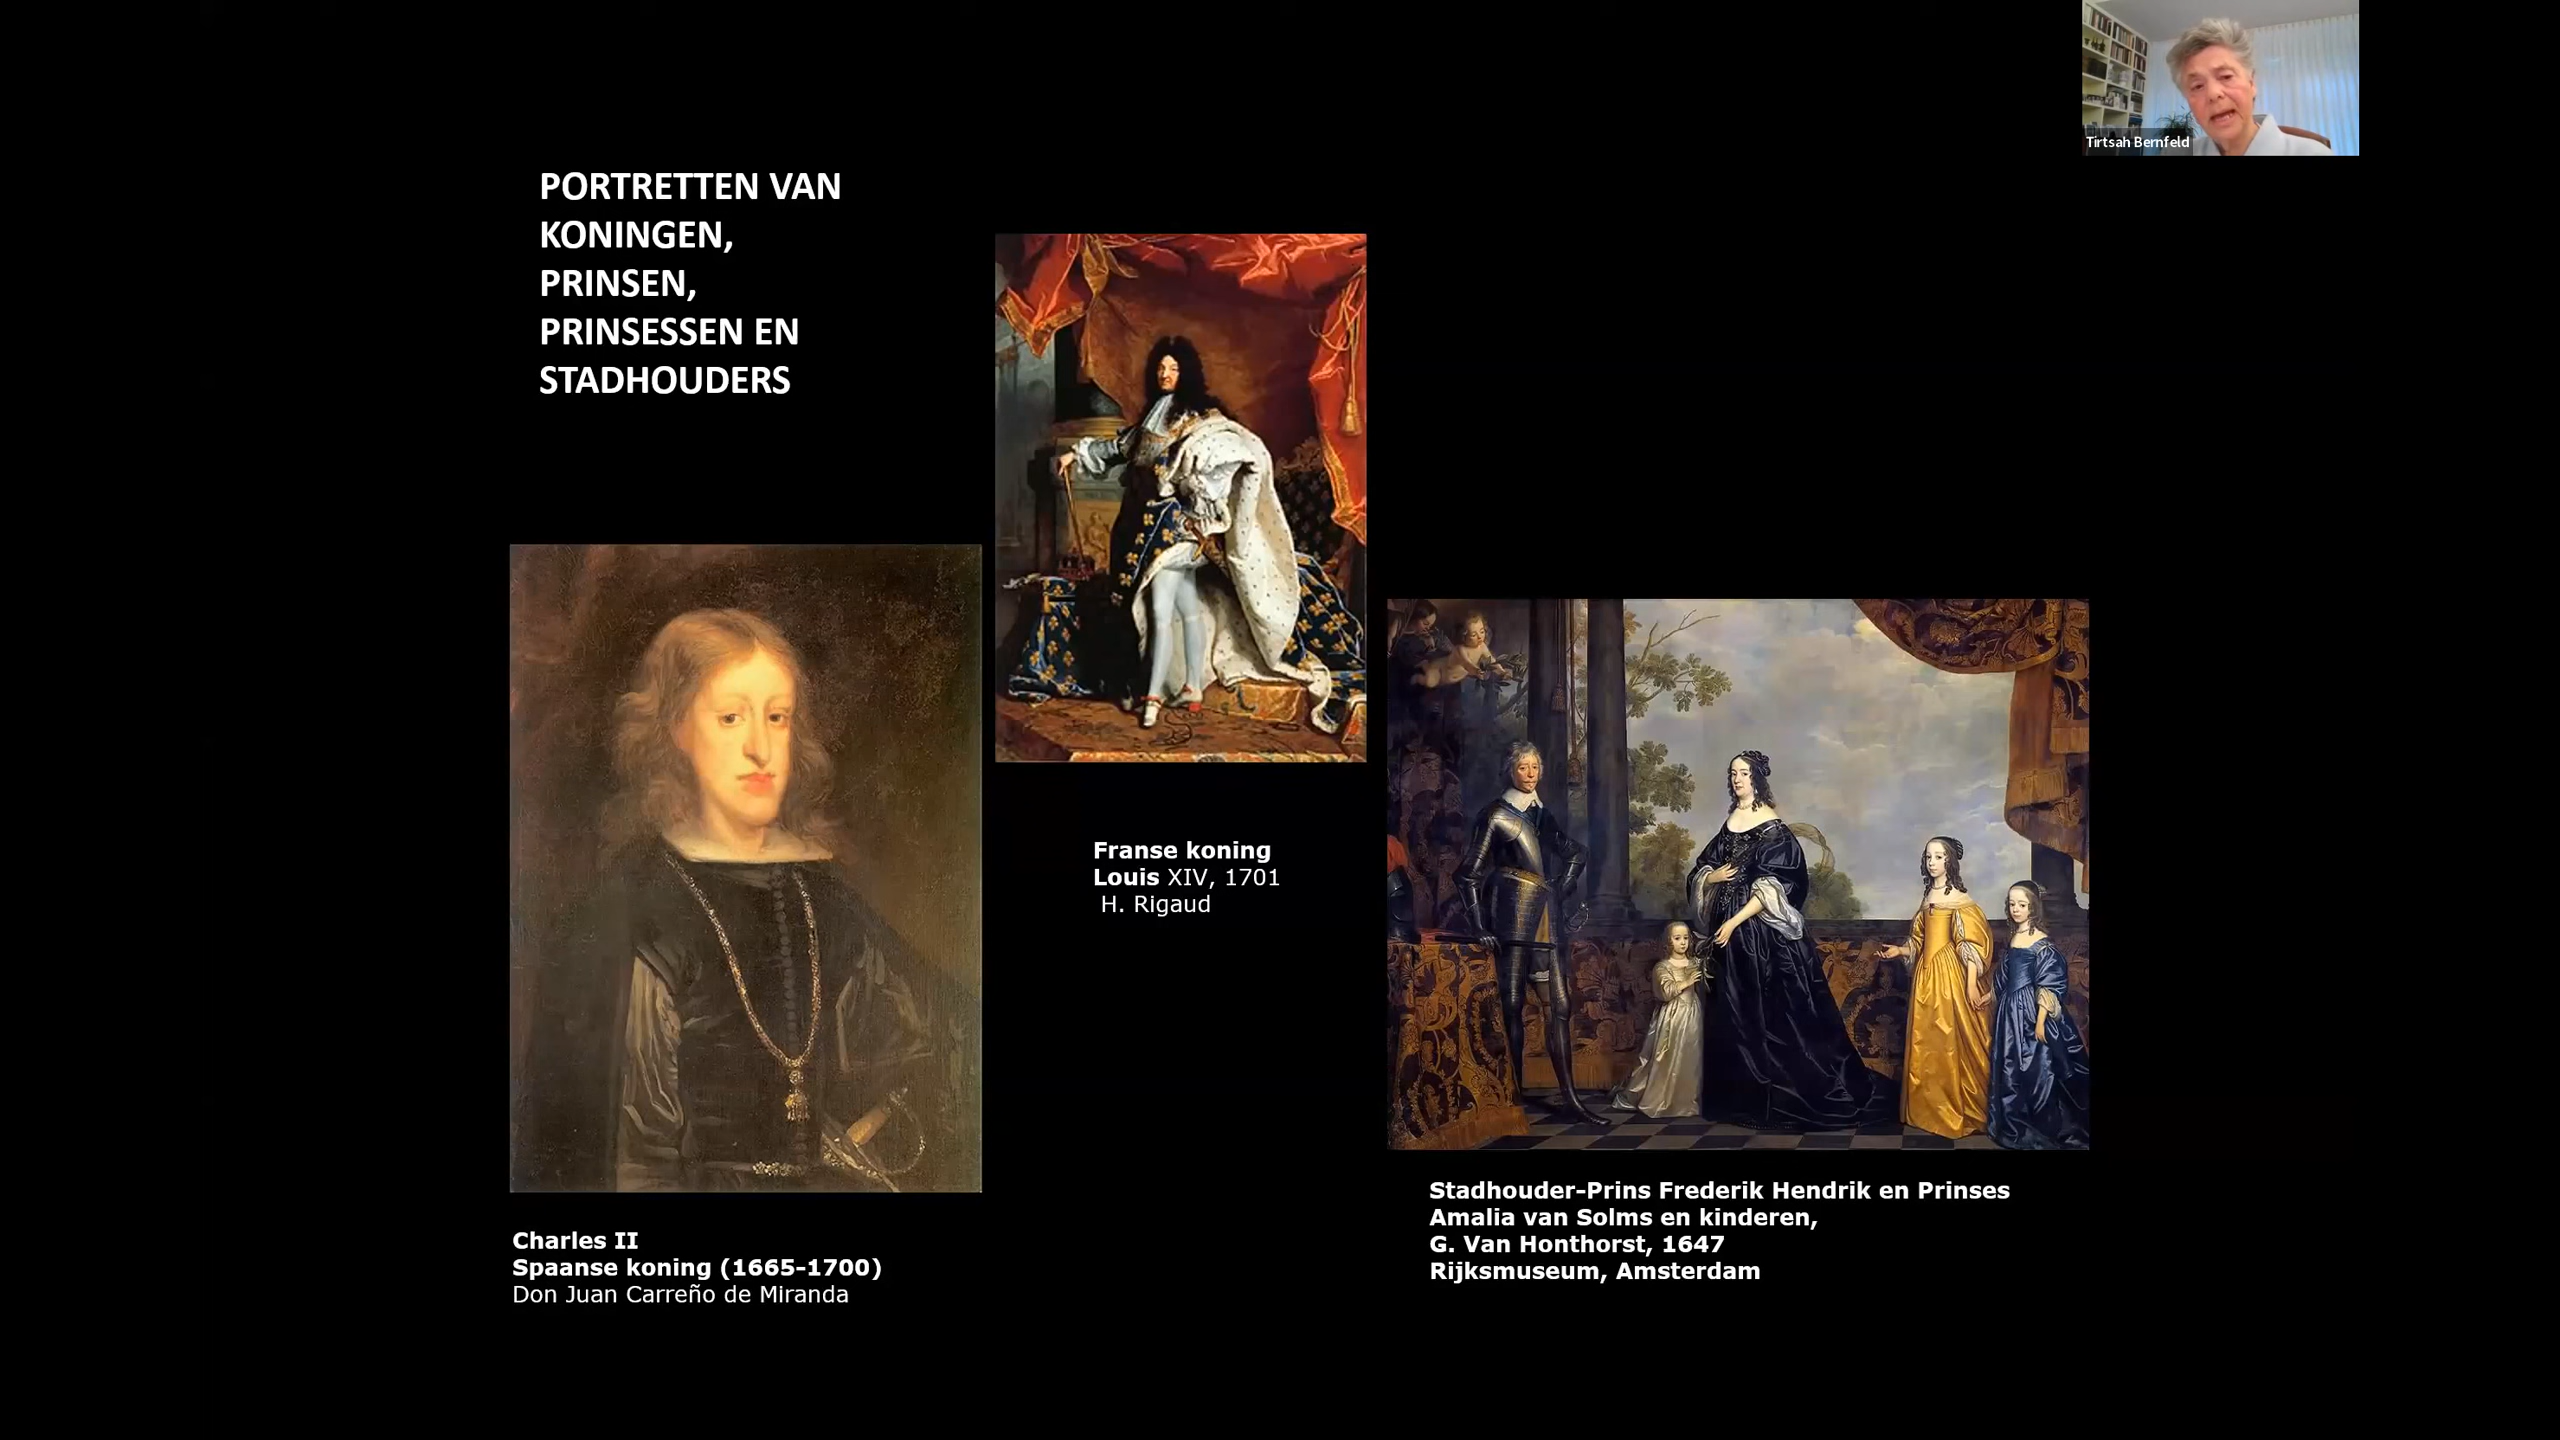 Tirtsah Bernfeld
PORTRETTEN VAN
KONINGEN,
PRINSEN,
PRINSESSEN EN
STADHOUDERS
Franse koning
Louis XIV, 1701
H. Rigaud
Charles II
Spaanse koning (1665-1700)
Don Juan Carreño de Miranda
Stadhouder-Prins Frederik Hendrik en Prinses
Amalia van Solms en kinderen,
G. Van Honthorst, 1647
Rijksmuseum, Amsterdam